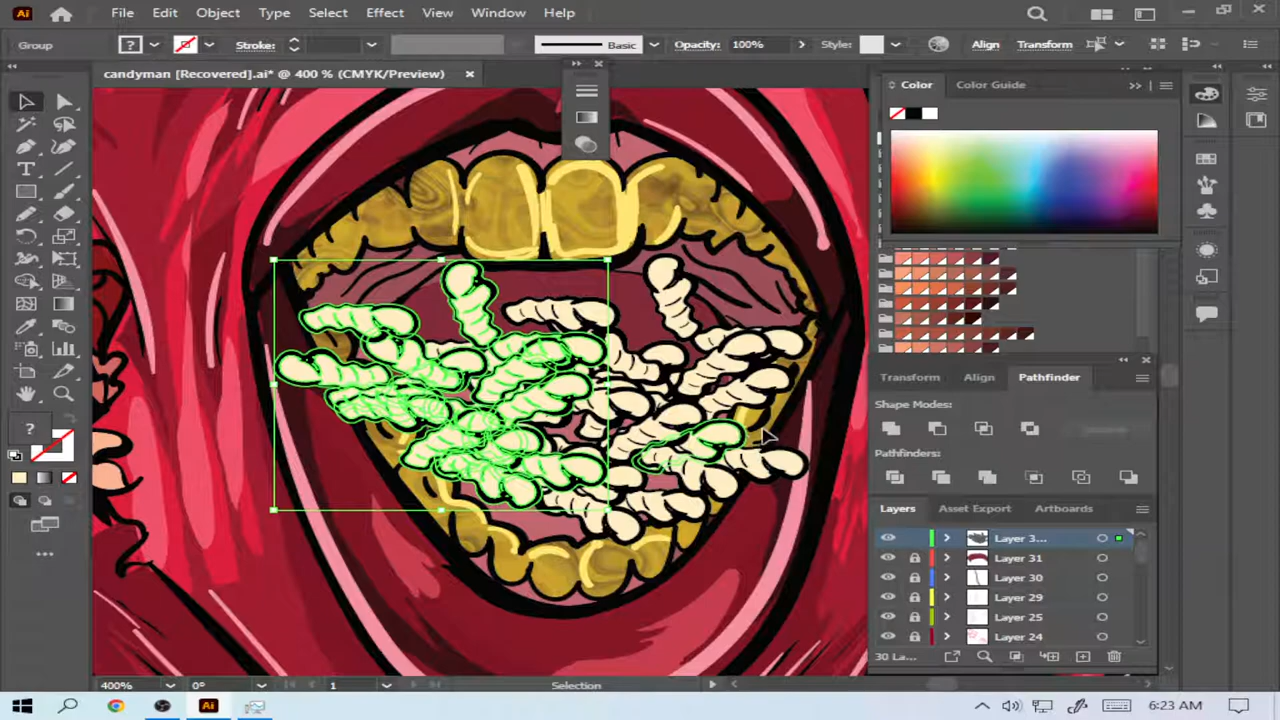 Ai File Edit Object Type Select Effect View Window Help
Group ? Stroke: Basic Opacity: 100% Style: Align Transform
candyman [Recovered].ai* @ 400 % (CMYK/Preview)
Color Color Guide
Transform Align Pathfinder
Shape Modes:
Pathfinders:
?
Layers Asset Export Artboards
Layer 3...
Layer 31
Layer 30
Layer 29
Layer 25
Layer 24
30 La...
400% 0° 1 Selection
Ai 6:23 AM